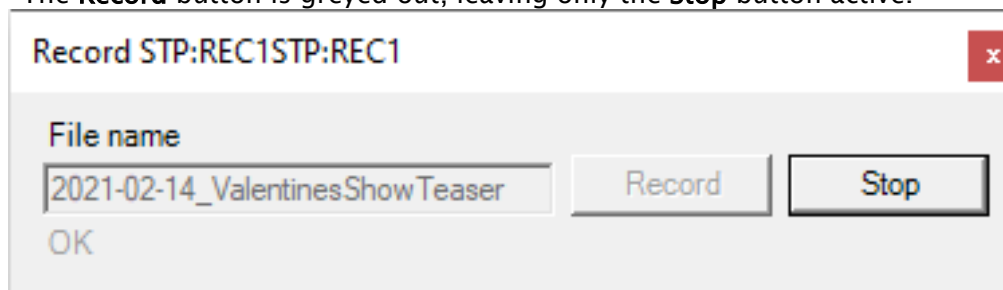 The Record button is greyed out, leaving only the Stop button active.
Record STP:REC1STP:REC1
x
File name
2021-02-14_ValentinesShowTeaser
Record
Stop
OK